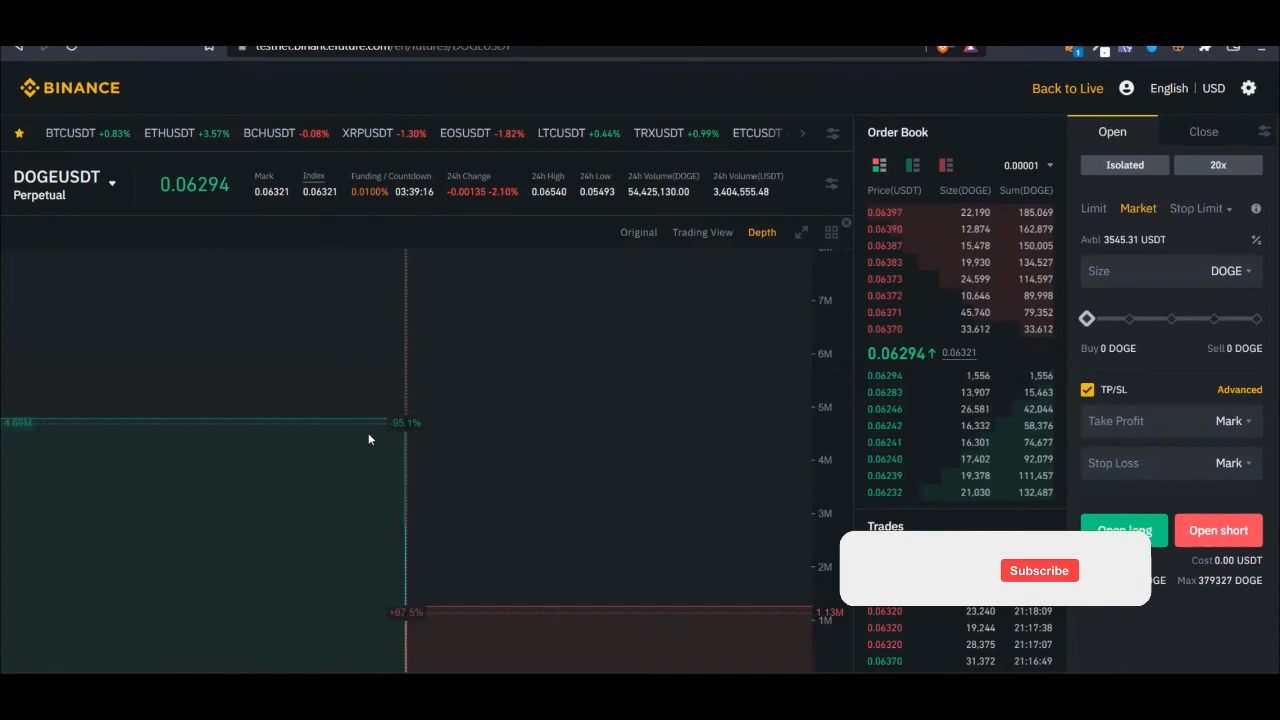 testnet.binancefuture.com/en/futures/DOGEUSDT
1
BINANCE
Back to Live English | USD
BTCUSDT +0.83% ETHUSDT +3.57% BCHUSDT -0.08% XRPUSDT -1.30% EOSUSDT -1.82% LTCUSDT +0.44% TRXUSDT +0.99% ETCUSDT
DOGEUSDT
Perpetual
0.06294
Mark
0.06321
Index
0.06321
Funding / Countdown
0.0100% 03:39:16
24h Change
-0.00135 -2.10%
24h High
0.06540
24h Low
0.05493
24h Volume(DOGE)
54,425,130.00
24h Volume(USDT)
3,404,555.48
Original Trading View Depth
7M
6M
5M
4M
3M
2M
1M
4.69M
-95.1%
+87.5%
1.13M
Order Book
0.00001
Price(USDT) Size(DOGE) Sum(DOGE)
0.06397 22,190 185,069
0.06390 12,874 162,879
0.06387 15,478 150,005
0.06383 19,930 134,527
0.06373 24,599 114,597
0.06372 10,646 89,998
0.06371 45,740 79,352
0.06370 33,612 33,612
0.06294↑ 0.06321
0.06294 1,556 1,556
0.06283 13,907 15,463
0.06246 26,581 42,044
0.06242 16,332 58,376
0.06241 16,301 74,677
0.06240 17,402 92,079
0.06239 19,378 111,457
0.06232 21,030 132,487
Trades
0.06320 23,240 21:18:09
0.06320 19,244 21:17:38
0.06320 28,375 21:17:07
0.06370 31,372 21:16:49
Open Close
Isolated 20x
Limit Market Stop Limit
Avbl 3545.31 USDT
Size DOGE
Buy 0 DOGE Sell 0 DOGE
TP/SL Advanced
Take Profit Mark
Stop Loss Mark
Open long Open short
Cost 0.00 USDT
DGE Max 379327 DOGE
Subscribe